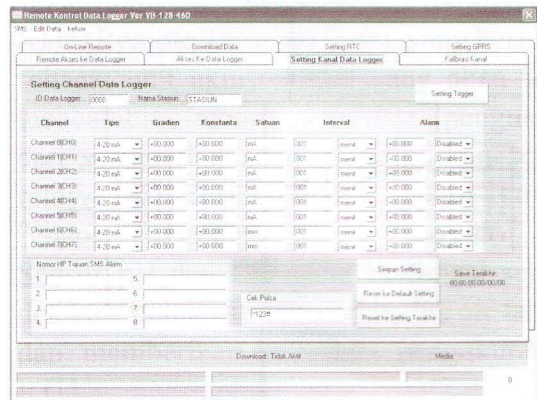 Remote Kontrol Data Logger Ver YB-128-460
SMS Edit Data Keluar
On-Line Remote Download Data Setting RTC Setting GPRS
Remote Akses ke Data Logger Akses Ke Data Logger Setting Kanal Data Logger Kalibrasi Kanal
Setting Channel Data Logger
ID Data Logger 0000 Nama Stasiun STASIUN Setting Trigger
Channel Tipe Gradien Konstanta Satuan Interval Alarm
Channel 0(CH0) 4-20 mA +00.000 +00.000 mA 001 menit +00.000 Disabled
Channel 1(CH1) 4-20 mA +00.000 +00.000 mA 001 menit +00.000 Disabled
Channel 2(CH2) 4-20 mA +00.000 +00.000 mA 001 menit +00.000 Disabled
Channel 3(CH3) 4-20 mA +00.000 +00.000 mA 001 menit +00.000 Disabled
Channel 4(CH4) 4-20 mA +00.000 +00.000 mA 001 menit +00.000 Disabled
Channel 5(CH5) 4-20 mA +00.000 +00.000 mA 001 menit +00.000 Disabled
Channel 6(CH6) 4-20 mA +00.000 +00.000 mm 001 menit +00.000 Disabled
Channel 7(CH7) 4-20 mA +00.000 +00.000 mm 001 menit +00.000 Disabled
Nomor HP Tujuan SMS Alarm
1. 5.
2. 6.
3. 7.
4. 8.
Cek Pulsa
*123#
Simpan Setting
Reset ke Default Setting
Reset ke Setting Terakhir
Save Terakhir
00:00:00 00/00/00
Download : Tidak Aktif Media
0